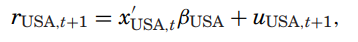 r_{USA,t+1} = x'_{USA,t} β_{USA} + u_{USA,t+1},